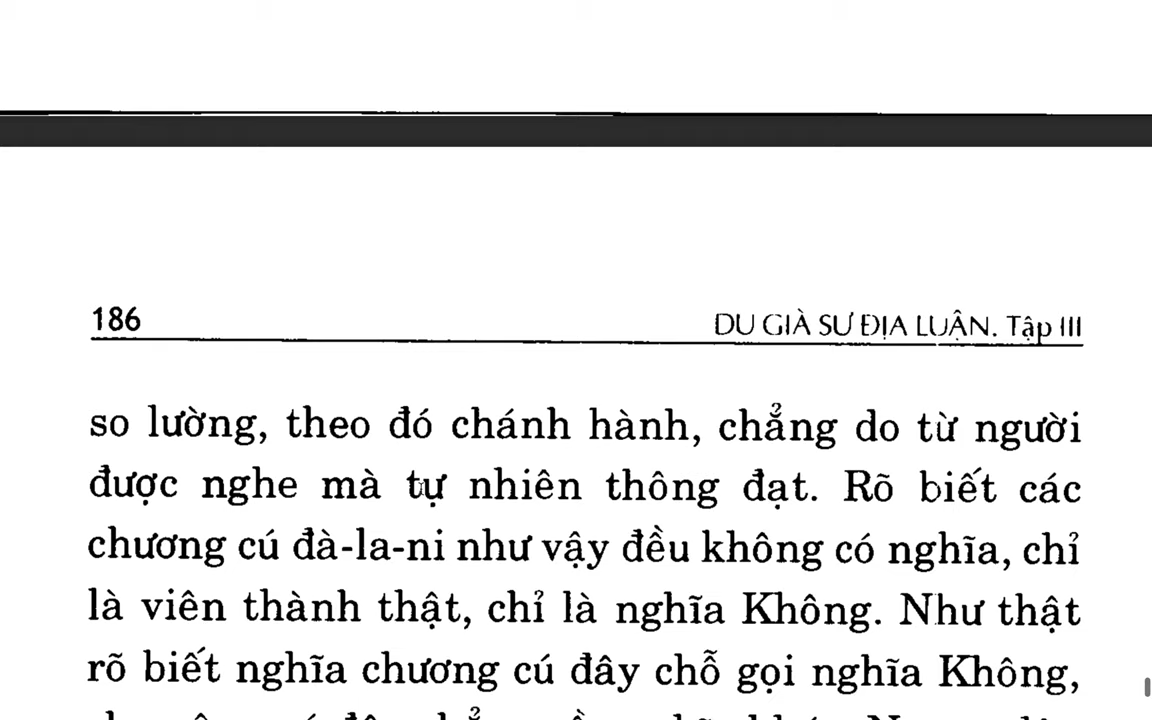 186
DU GIÀ SƯ ĐỊA LUẬN. Tập III
so lường, theo đó chánh hành, chẳng do từ người
được nghe mà tự nhiên thông đạt. Rõ biết các
chương cú đà-la-ni như vậy đều không có nghĩa, chỉ
là viên thành thật, chỉ là nghĩa Không. Như thật
rõ biết nghĩa chương cú đây chỗ gọi nghĩa Không,